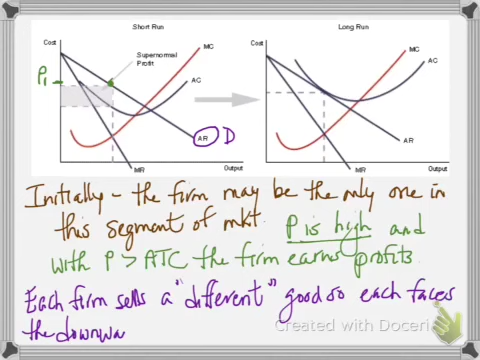 Short Run
Long Run
Cost
MC
Cost
MC
P1
Supernormal
Profit
AC
AC
AR D
AR
MR
Output
MR
Output
Initially - the firm may be the only one in
this segment of mkt. P is high and
with P > ATC the firm earns profits.
Each firm sells a "different" good so each faces
the downwa
Created with Doceri